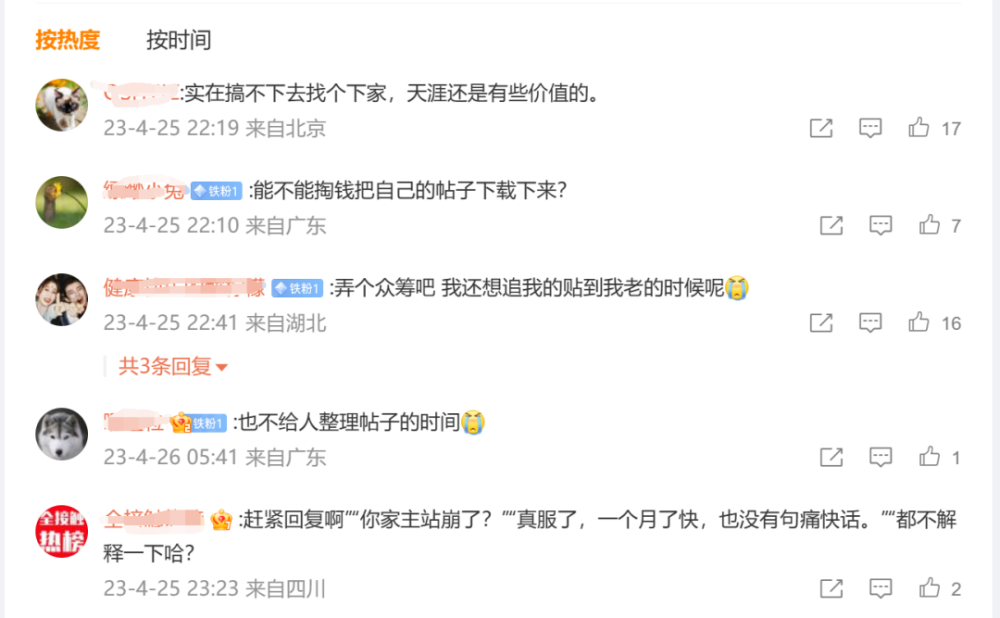 按热度 按时间
:实在搞不下去找个下家，天涯还是有些价值的。
23-4-25 22:19 来自北京
17
铁粉1 :能不能掏钱把自己的帖子下载下来?
23-4-25 22:10 来自广东
7
铁粉1 :弄个众筹吧 我还想追我的贴到我老的时候呢
23-4-25 22:41 来自湖北
16
共3条回复
铁粉1 :也不给人整理帖子的时间
23-4-26 05:41 来自广东
1
全接触
热榜
:赶紧回复啊""你家主站崩了？""真服了，一个月了快，也没有句痛快话。""都不解
释一下哈?
23-4-25 23:23 来自四川
2